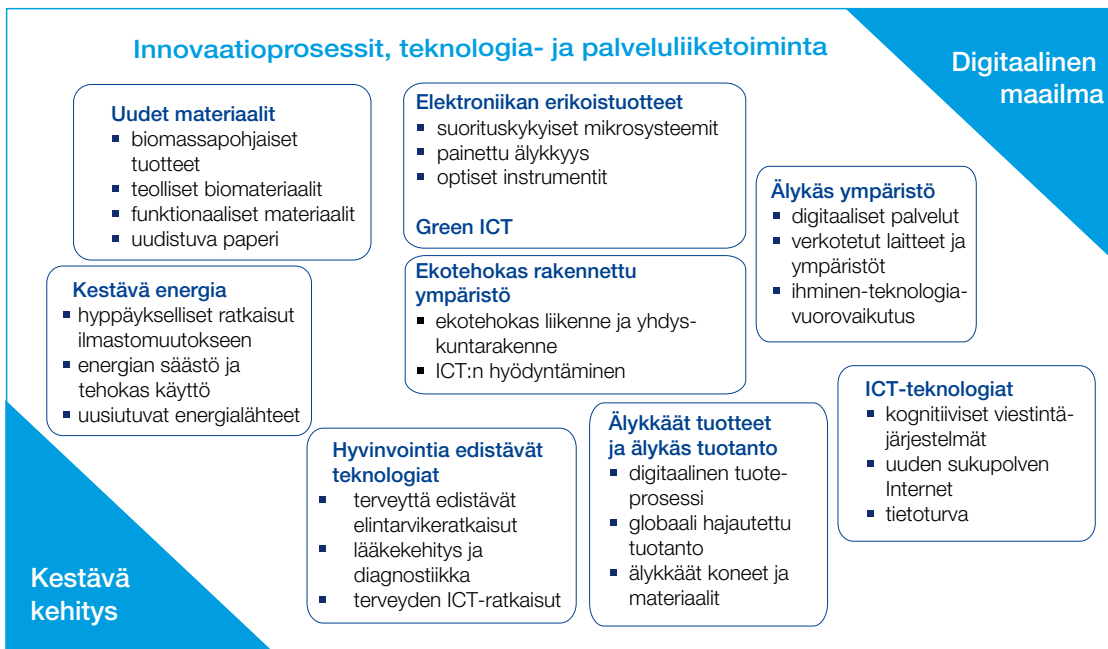 Innovaatioprosessit, teknologia- ja palveluliiketoiminta
Digitaalinen
maailma
Uudet materiaalit
▪ biomassapohjaiset
tuotteet
▪ teolliset biomateriaalit
▪ funktionaaliset materiaalit
▪ uudistuva paperi
Elektroniikan erikoistuotteet
▪ suorituskykyiset mikrosysteemit
▪ painettu älykkyys
▪ optiset instrumentit
Green ICT
Älykäs ympäristö
▪ digitaaliset palvelut
▪ verkotetut laitteet ja
ympäristöt
▪ ihminen-teknologia-
vuorovaikutus
Kestävä energia
▪ hyppäykselliset ratkaisut
ilmastomuutokseen
▪ energian säästö ja
tehokas käyttö
▪ uusiutuvat energialähteet
Ekotehokas rakennettu
ympäristö
▪ ekotehokas liikenne ja yhdys-
kuntarakenne
▪ ICT:n hyödyntäminen
ICT-teknologiat
▪ kognitiiviset viestintä-
järjestelmät
▪ uuden sukupolven
Internet
▪ tietoturva
Hyvinvointia edistävät
teknologiat
▪ terveyttä edistävät
elintarvikeratkaisut
▪ lääkekehitys ja
diagnostiikka
▪ terveyden ICT-ratkaisut
Älykkäät tuotteet
ja älykäs tuotanto
▪ digitaalinen tuote-
prosessi
▪ globaali hajautettu
tuotanto
▪ älykkäät koneet ja
materiaalit
Kestävä
kehitys